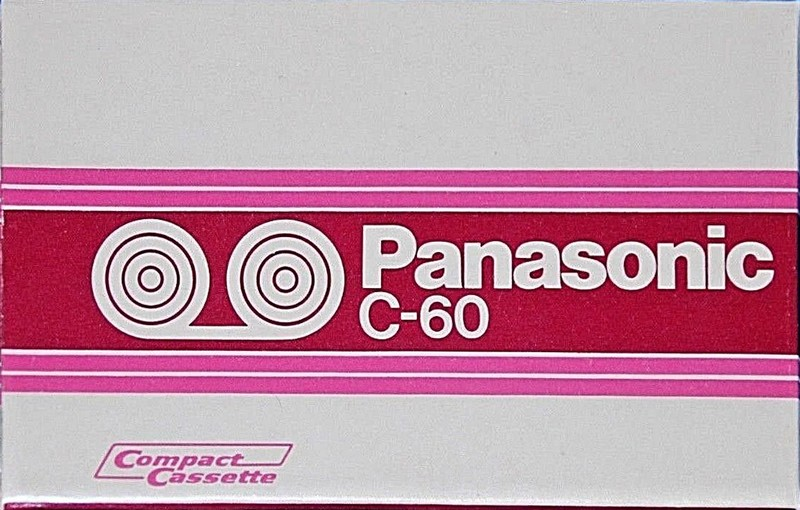 Panasonic
C-60
Compact
Cassette